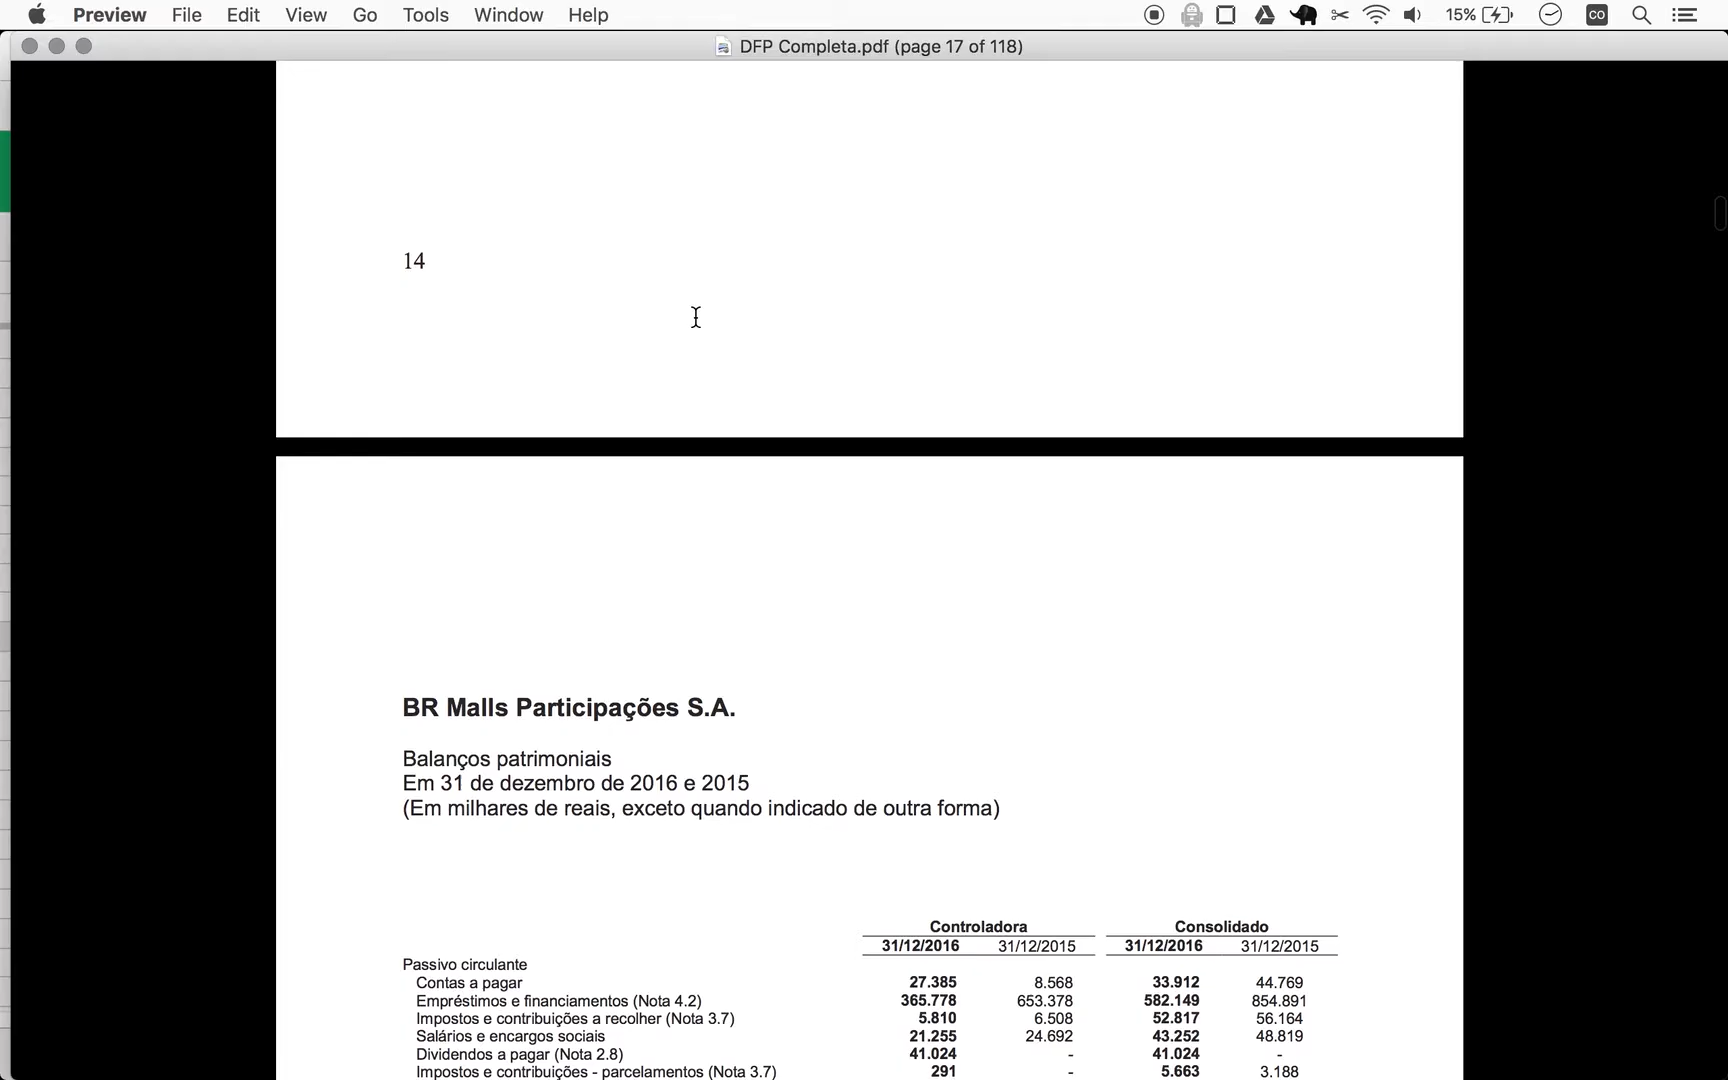 Preview File Edit View Go Tools Window Help 15% CO
DFP Completa.pdf (page 17 of 118)
14
BR Malls Participações S.A.
Balanços patrimoniais
Em 31 de dezembro de 2016 e 2015
(Em milhares de reais, exceto quando indicado de outra forma)
Controladora Consolidado
31/12/2016 31/12/2015 31/12/2016 31/12/2015
Passivo circulante
Contas a pagar 27.385 8.568 33.912 44.769
Empréstimos e financiamentos (Nota 4.2) 365.778 653.378 582.149 854.891
Impostos e contribuições a recolher (Nota 3.7) 5.810 6.508 52.817 56.164
Salários e encargos sociais 21.255 24.692 43.252 48.819
Dividendos a pagar (Nota 2.8) 41.024 - 41.024 -
Impostos e contribuições - parcelamentos (Nota 3.7) 291 - 5.663 3.188